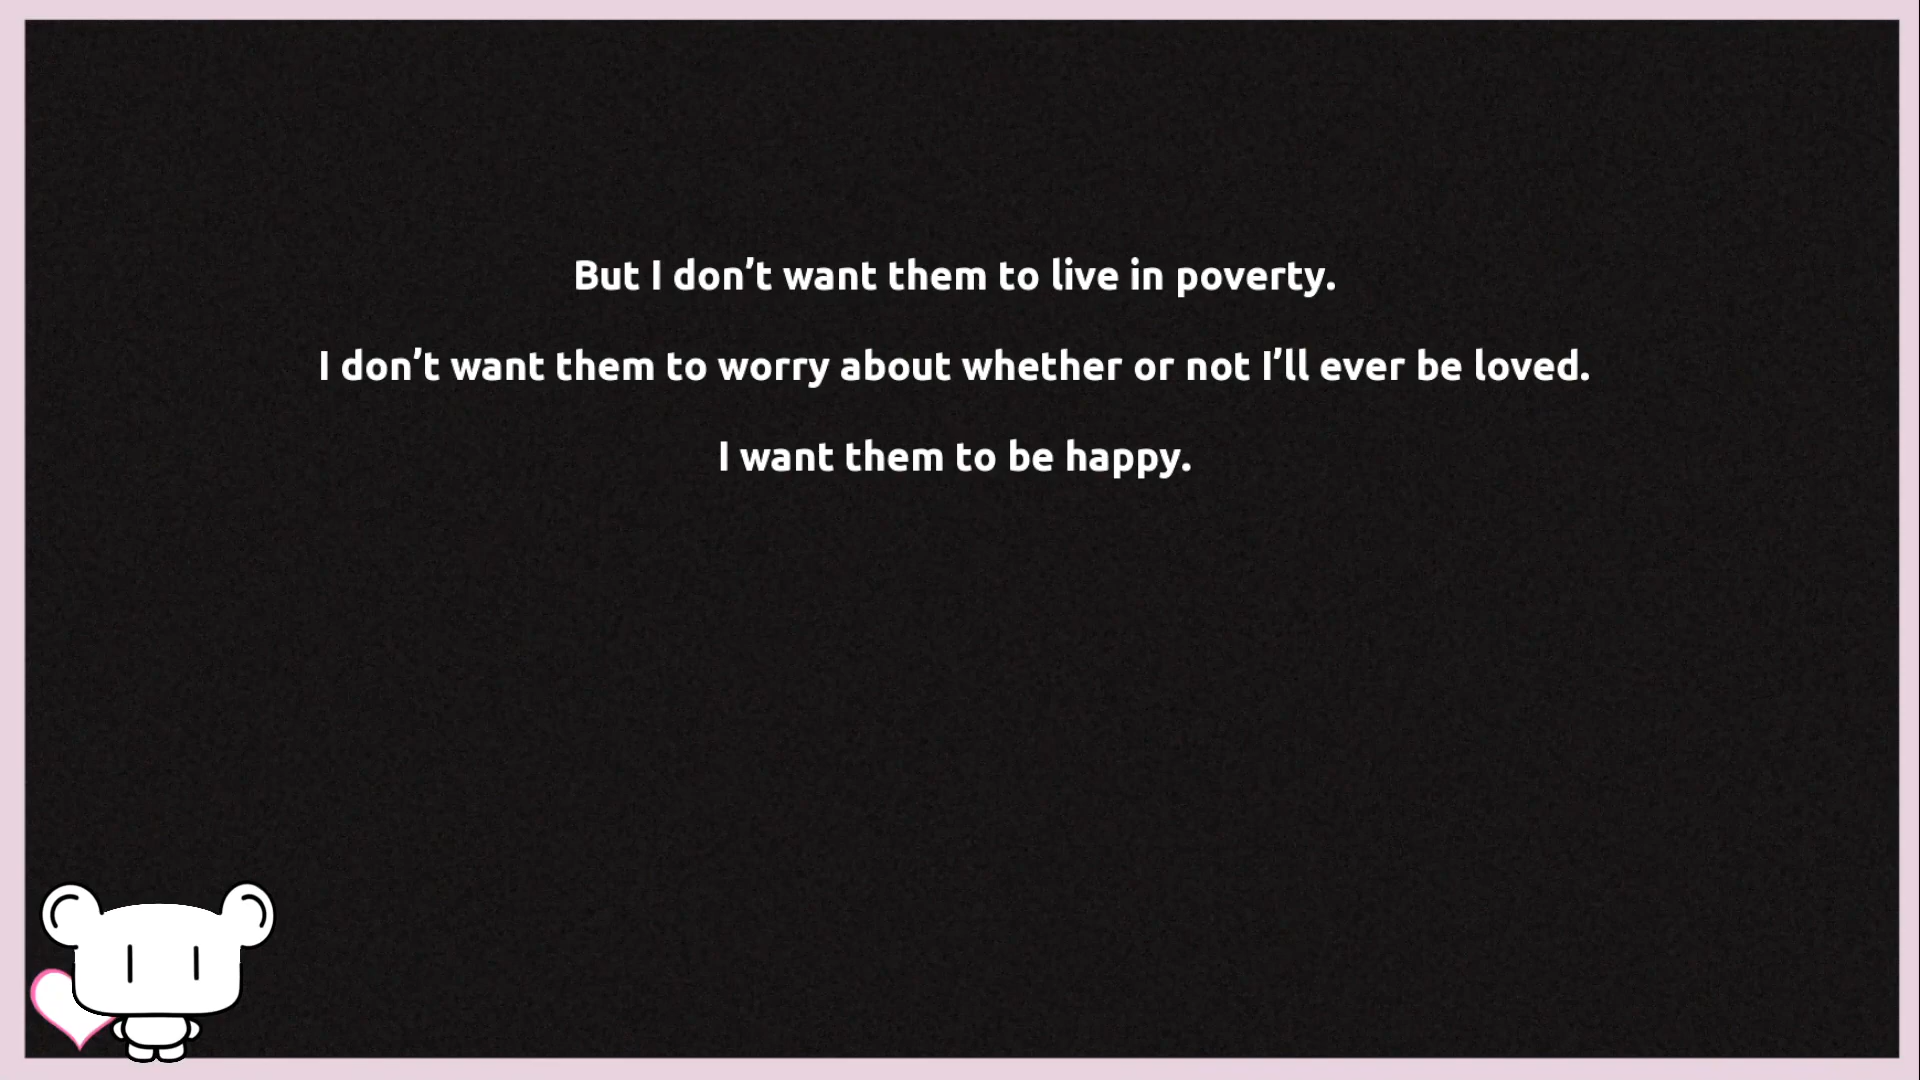 But I don’t want them to live in poverty.
I don’t want them to worry about whether or not I’ll ever be loved.
I want them to be happy.